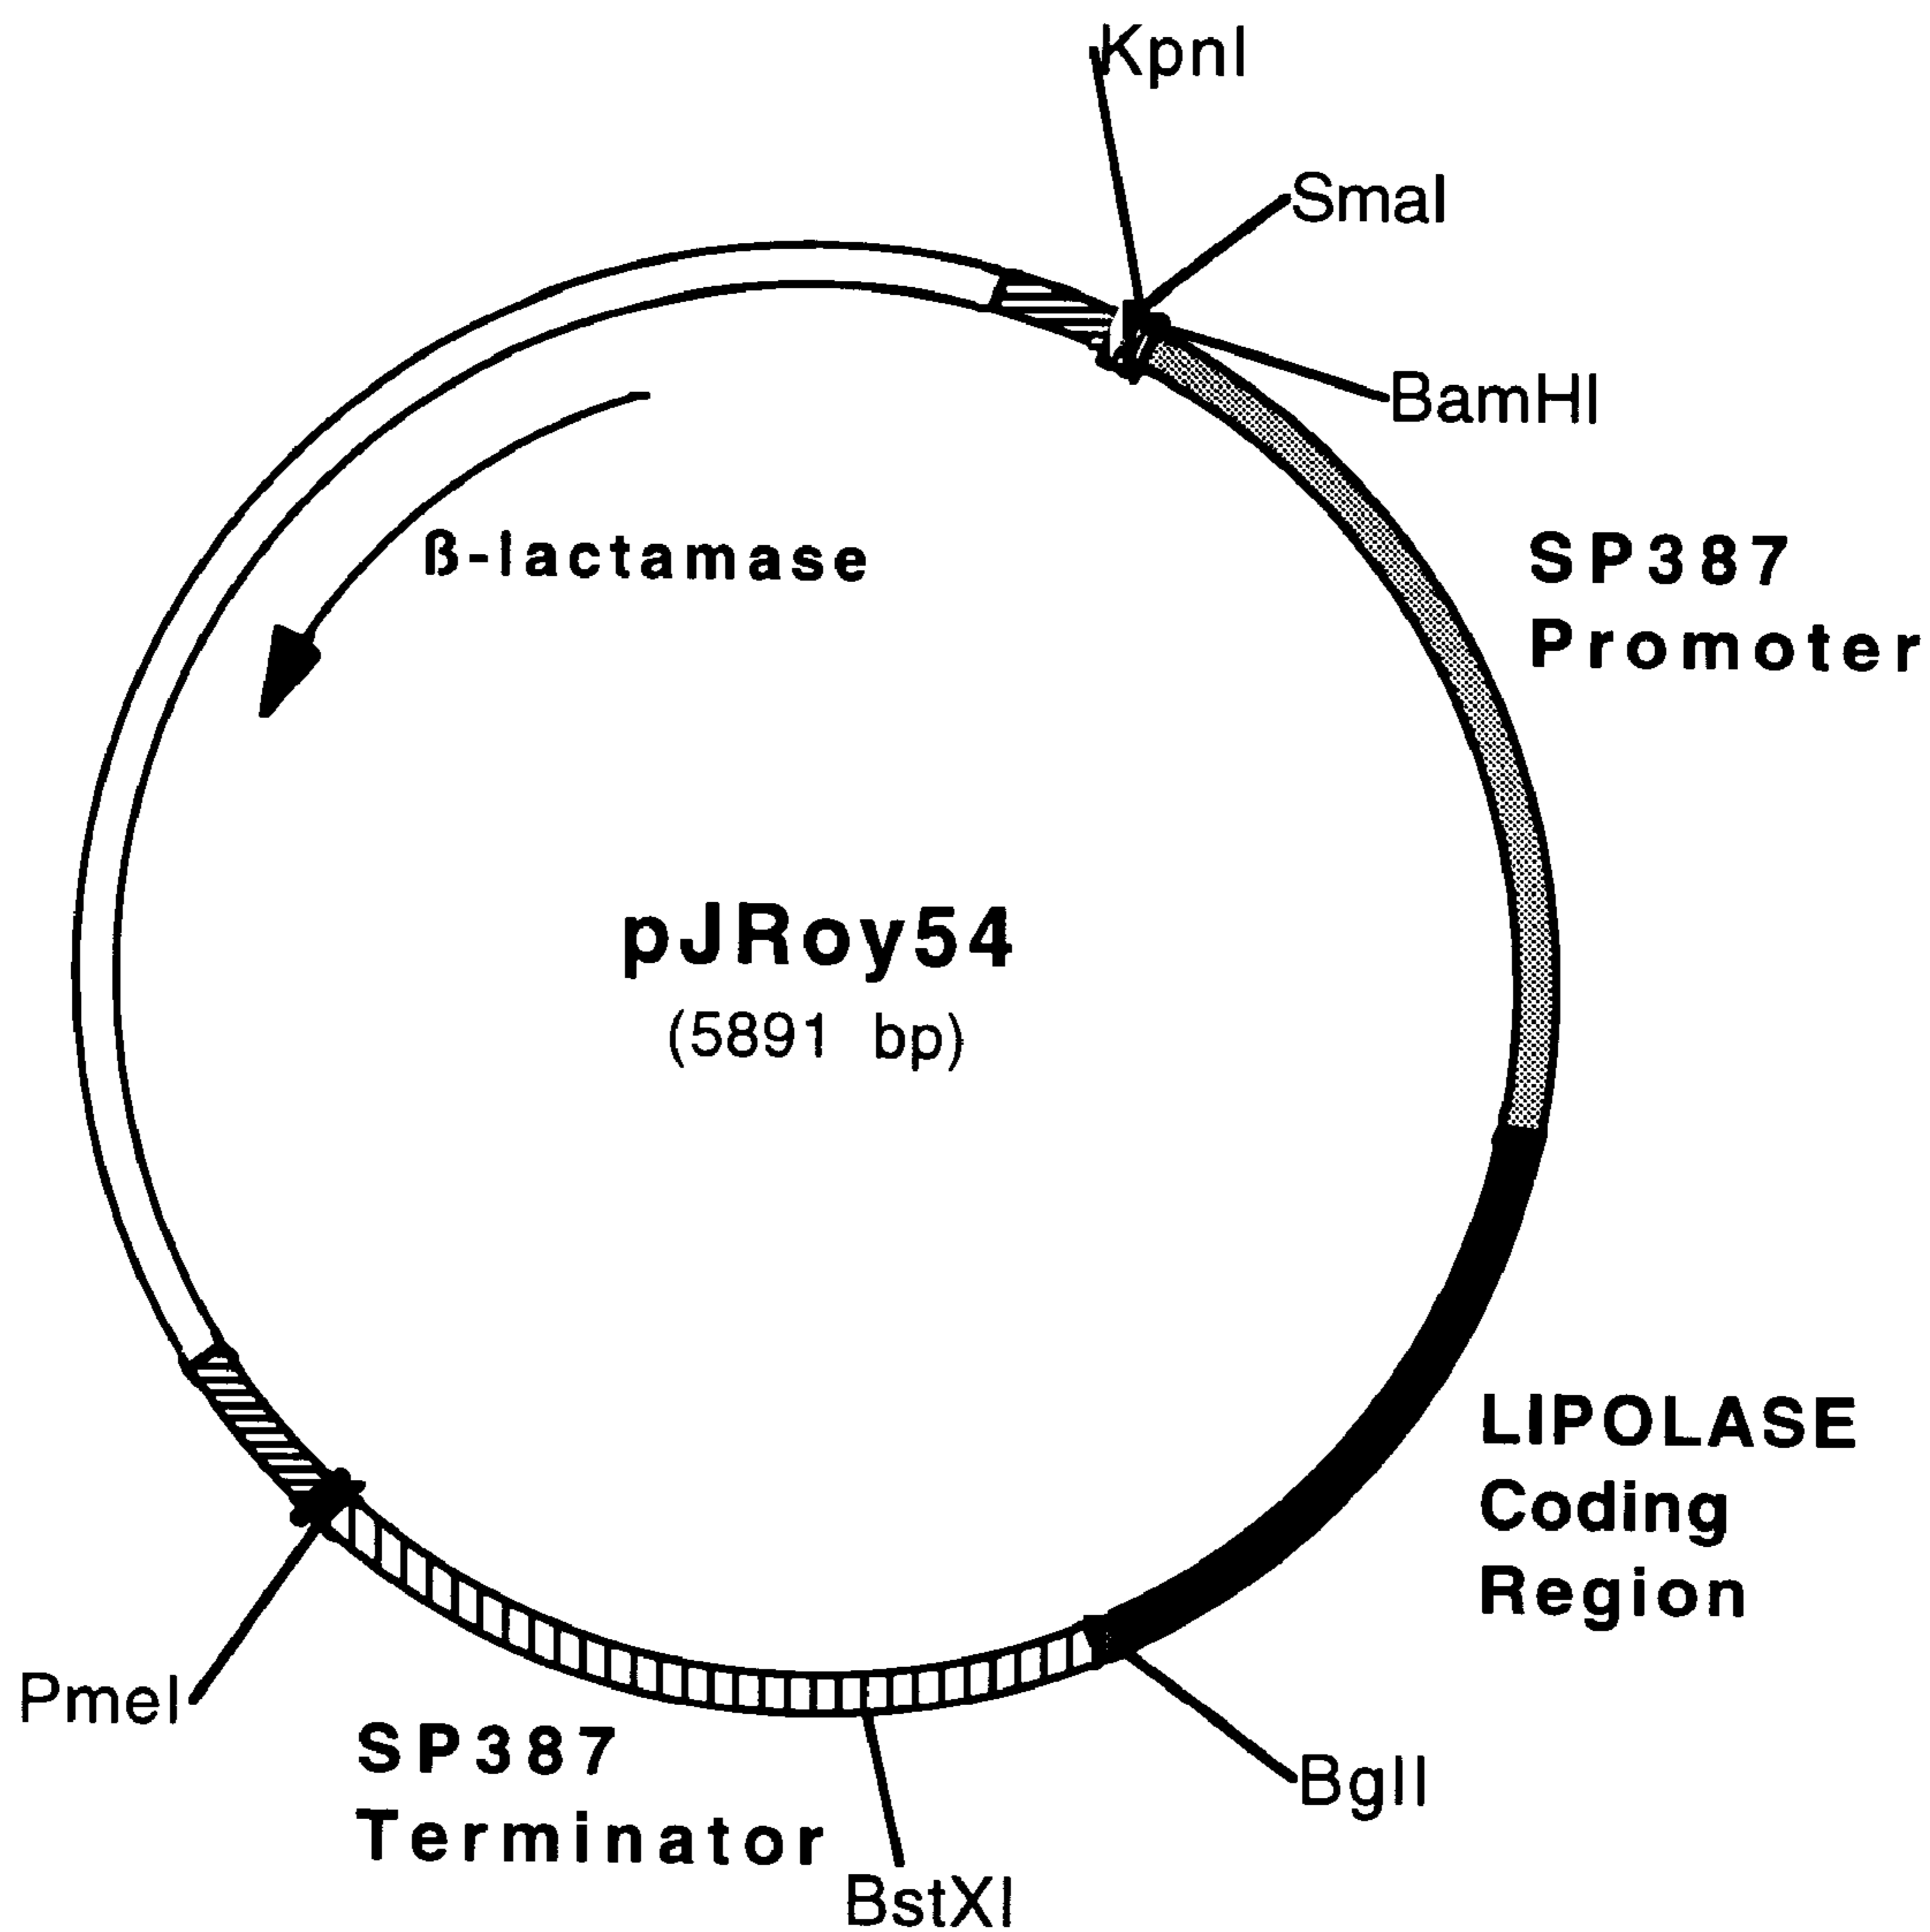 KpnI
SmaI
BamHI
ß-lactamase
SP387
Promoter
pJRoy54
(5891 bp)
LIPOLASE
Coding
Region
PmeI
SP387
Terminator
BglI
BstXI